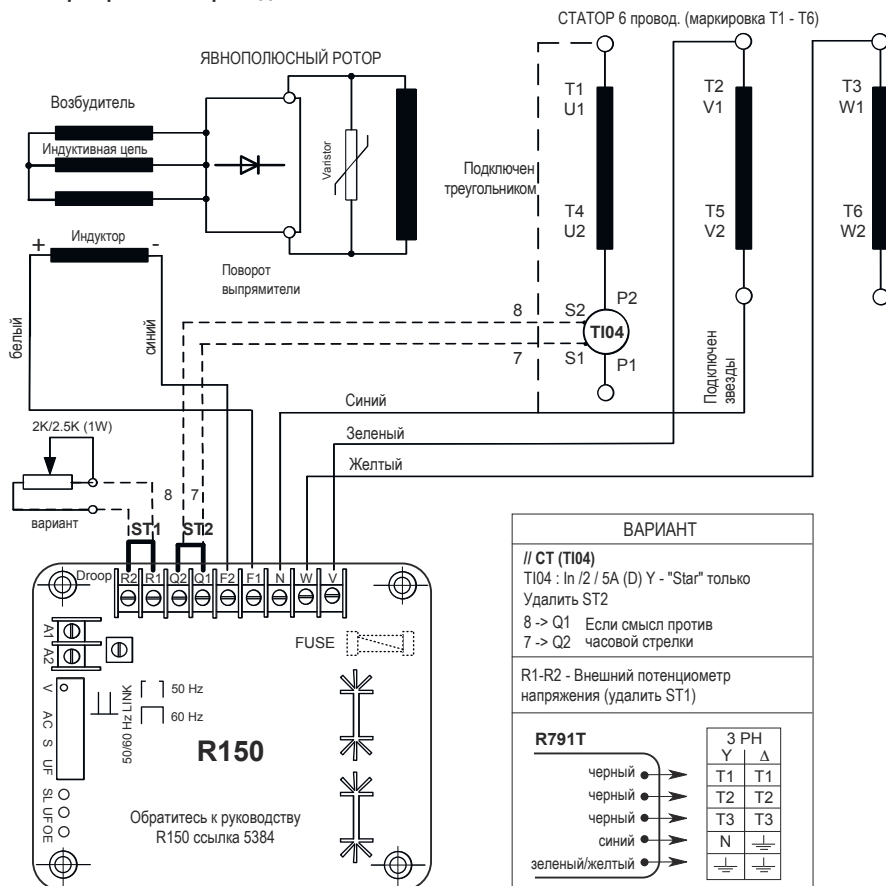 СТАТОР 6 провод. (маркировка T1 - T6)
ЯВНОПОЛЮСНЫЙ РОТОР
Возбудитель
Индуктивная цепь
Varistor
T1
U1
T2
V1
T3
W1
Подключен
треугольником
T4
U2
T5
V2
T6
W2
+ Индуктор -
Поворот
выпрямители
белый
синий
8 S2 P2
TI04
7 S1 P1
Подключен
звезды
Синий
Зеленый
Желтый
2K/2.5K (1W)
вариант
8 7
ST1 ST2
Droop R2 R1 Q2 Q1 F2 F1 N W V
A1
A2
FUSE
V
AC
S
UF
50/60 Hz LINK
50 Hz
60 Hz
R150
SL
UF
OE
Обратитесь к руководству
R150 ссылка 5384
ВАРИАНТ
// CT (TI04)
TI04 : In /2 / 5A (D) Y - "Star" только
Удалить ST2
8 -> Q1 Если смысл против
7 -> Q2 часовой стрелки
R1-R2 - Внешний потенциометр
напряжения (удалить ST1)
R791T
3 PH
Y Δ
черный T1 T1
черный T2 T2
черный T3 T3
синий N
зеленый/желтый